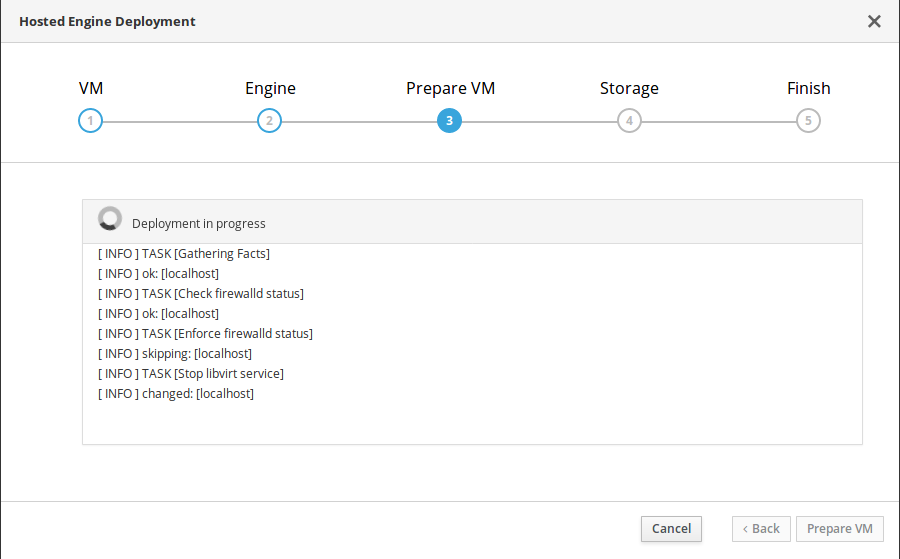 Hosted Engine Deployment
VM Engine Prepare VM Storage Finish
1 2 3 4 5
Deployment in progress
[ INFO ] TASK [Gathering Facts]
[ INFO ] ok: [localhost]
[ INFO ] TASK [Check firewalld status]
[ INFO ] ok: [localhost]
[ INFO ] TASK [Enforce firewalld status]
[ INFO ] skipping: [localhost]
[ INFO ] TASK [Stop libvirt service]
[ INFO ] changed: [localhost]
Cancel ‹ Back Prepare VM